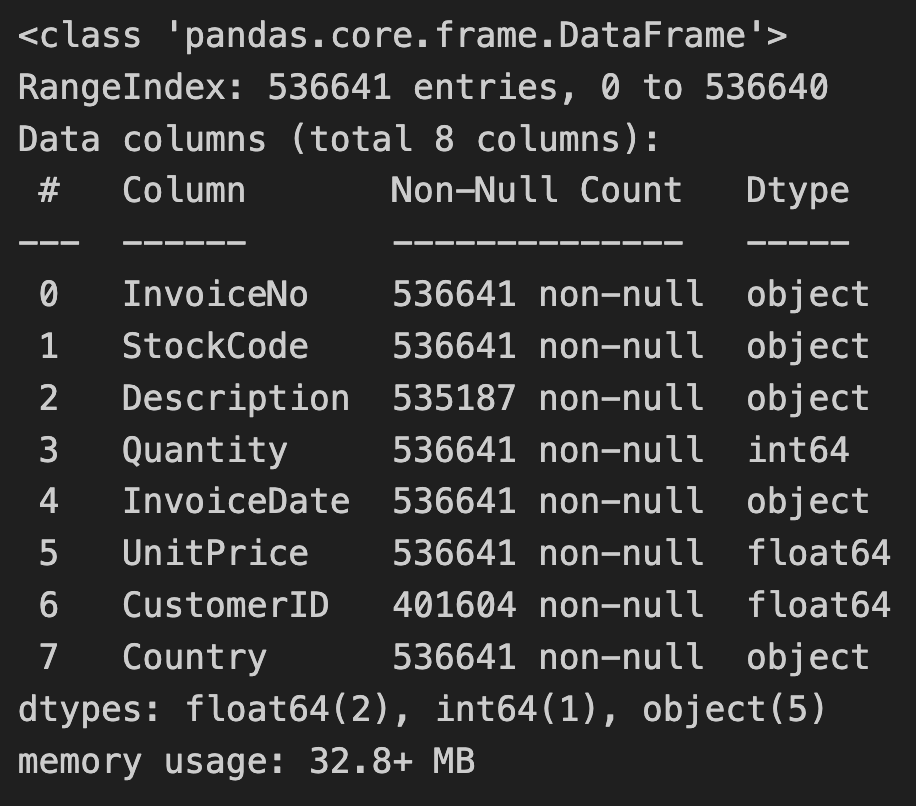 <class 'pandas.core.frame.DataFrame'>
RangeIndex: 536641 entries, 0 to 536640
Data columns (total 8 columns):
 #   Column       Non-Null Count   Dtype
---  ------       --------------   -----
 0   InvoiceNo    536641 non-null  object
 1   StockCode    536641 non-null  object
 2   Description  535187 non-null  object
 3   Quantity     536641 non-null  int64
 4   InvoiceDate  536641 non-null  object
 5   UnitPrice    536641 non-null  float64
 6   CustomerID   401604 non-null  float64
 7   Country      536641 non-null  object
dtypes: float64(2), int64(1), object(5)
memory usage: 32.8+ MB